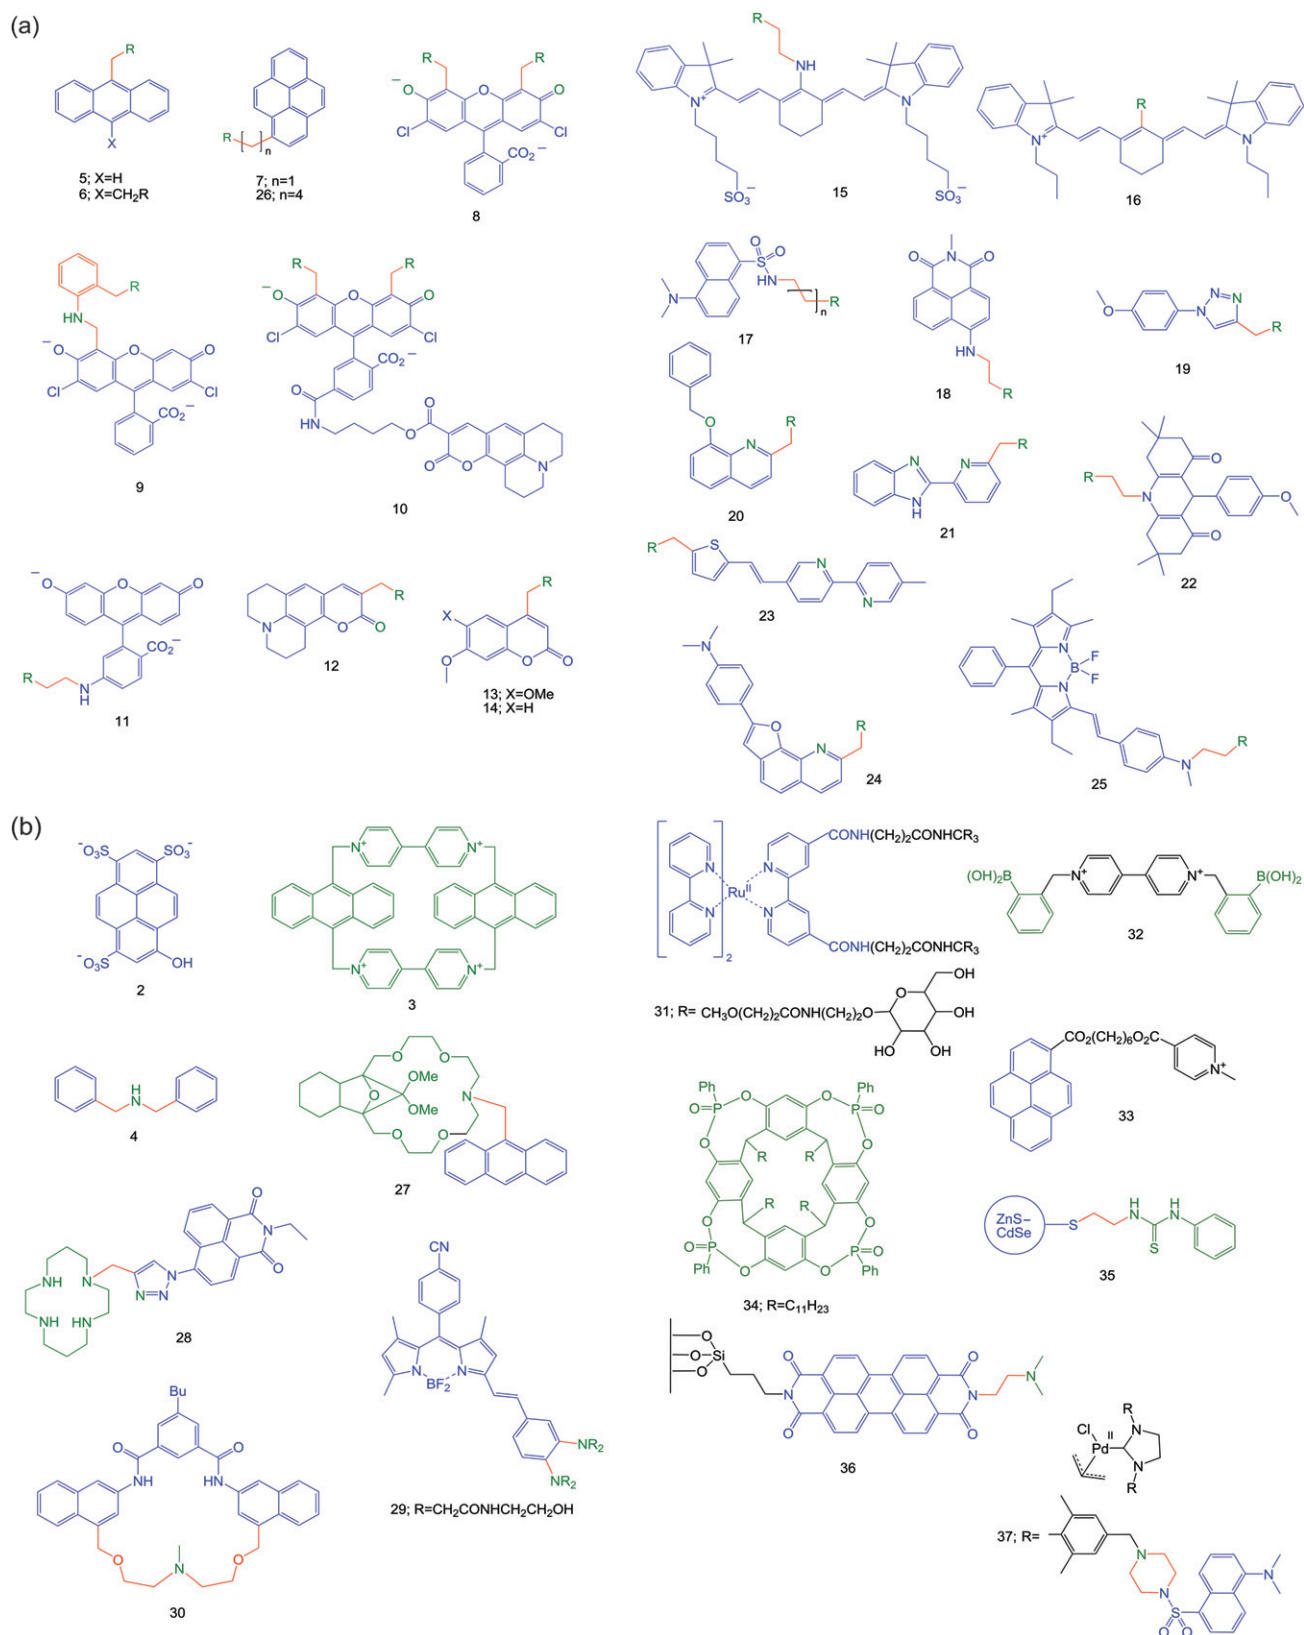 (a)
R
X
5; X=H
6; X=CH₂R
R
n
7; n=1
26; n=4
R R
⁻O O O
Cl Cl
CO₂⁻
8
R
NH
⁻O O O
Cl Cl
CO₂⁻
9
R R
⁻O O O
Cl Cl
CO₂⁻
O
HN O O
O O
N
10
⁻O O O
CO₂⁻
R N
H
11
R
N O O
12
R
X
O O O
13; X=OMe
14; X=H
R
NH
N⁺ N
SO₃⁻ SO₃⁻
15
R
N⁺ N
16
O O
S
HN
N R
n
17
O N O
HN
R
18
N=N
O N
R
19
O R
N
20
R
N N
N
H
21
O
R N O
O
22
R S
N
N
23
N
O N R
24
N F
B
N F
R
N
25
(b)
⁻O₃S SO₃⁻
⁻O₃S OH
2
N⁺ N⁺
N⁺ N⁺
3
H
N
4
O O
OMe
O N
OMe
O O
27
O
N
O
NH N
N
NH HN N=N
28
CN
N N
BF₂
NR₂
NR₂
29; R=CH₂CONHCH₂CH₂OH
Bu
O O
NH HN
O O
N
30
CONH(CH₂)₂CONHCR₃
N N
Ruᴵᴵ
N N
2
CONH(CH₂)₂CONHCR₃
31; R= CH₃O(CH₂)₂CONH(CH₂)₂O
OH
O OH
HO OH
(OH)₂B B(OH)₂
N⁺ N⁺
32
CO₂(CH₂)₆O₂C
N⁺
33
Ph Ph
O=P P=O
O O O O
R R
R R
O O O O
O=P P=O
Ph Ph
34; R=C₁₁H₂₃
ZnS–
CdSe
S H H
N N
S
35
O O
O Si N N N
O O O
36
R
Cl N
Pdᴵᴵ
N
R
37; R=
N
N N
S
O O